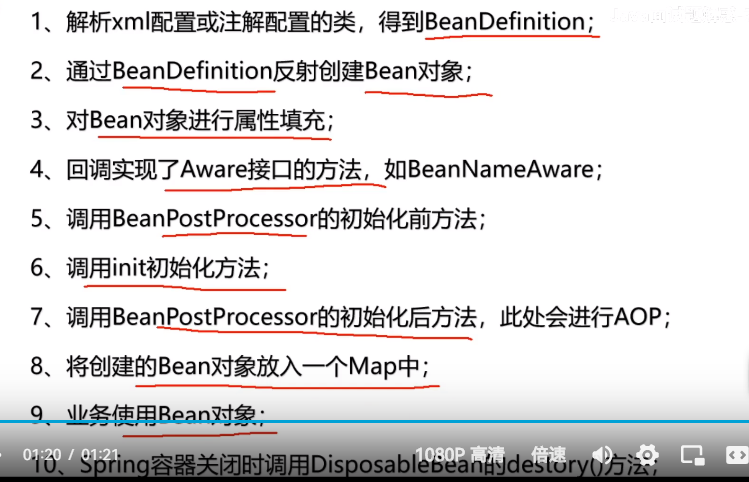 1、解析xml配置或注解配置的类，得到BeanDefinition；
2、通过BeanDefinition反射创建Bean对象；
3、对Bean对象进行属性填充；
4、回调实现了Aware接口的方法，如BeanNameAware；
5、调用BeanPostProcessor的初始化前方法；
6、调用init初始化方法；
7、调用BeanPostProcessor的初始化后方法，此处会进行AOP；
8、将创建的Bean对象放入一个Map中；
9、业务使用Bean对象；
10、Spring容器关闭时调用DisposableBean的destory()方法；
01:20 / 01:21 1080P 高清 倍速